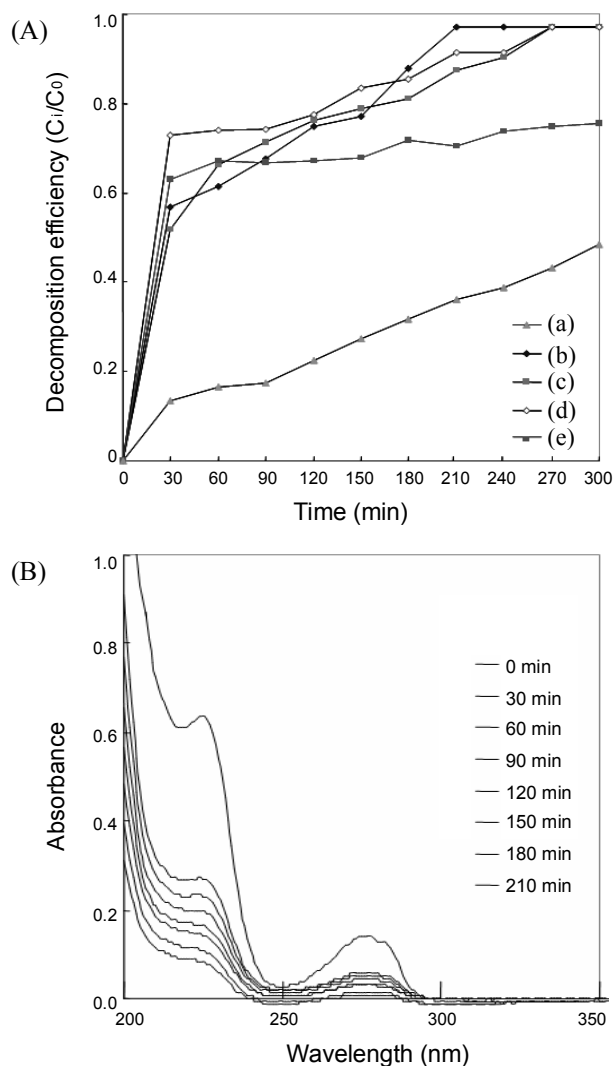 (A)
Decomposition efficiency (Ci/C0)
1.0
0.8
0.6
0.4
0.2
0
0 30 60 90 120 150 180 210 240 270 300
Time (min)
(a)
(b)
(c)
(d)
(e)
(B)
Absorbance
1.0
0.8
0.6
0.4
0.2
0.0
200 250 300 350
Wavelength (nm)
0 min
30 min
60 min
90 min
120 min
150 min
180 min
210 min